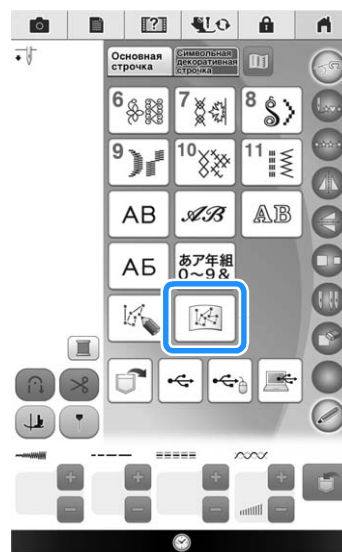 Основная
строчка
Символьная
декоративная
строчка
6
7
8
9
10
11
AB
AB
AB
АБ
あア年組
0～9&